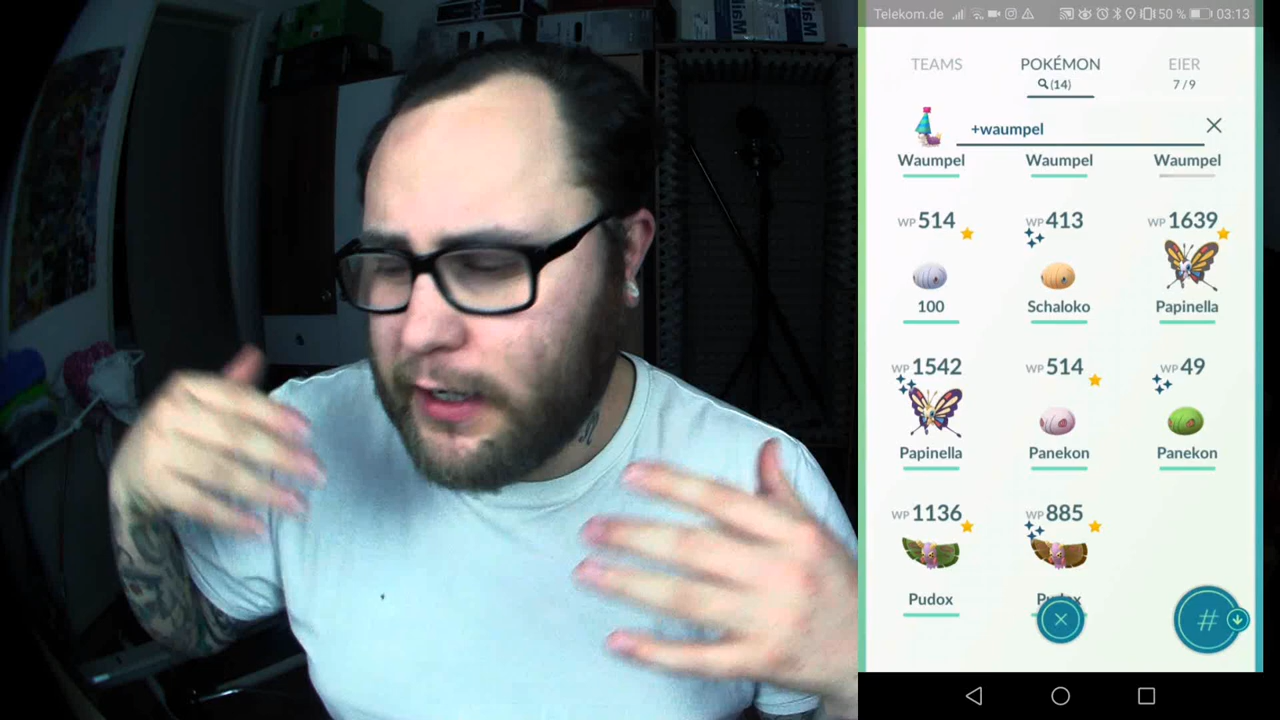 Telekom.de 50 % 03:13
TEAMS POKÉMON EIER
(14) 7 / 9
+waumpel
Waumpel Waumpel Waumpel
WP 514 WP 413 WP 1639
100 Schaloko Papinella
WP 1542 WP 514 WP 49
Papinella Panekon Panekon
WP 1136 WP 885
Pudox
#